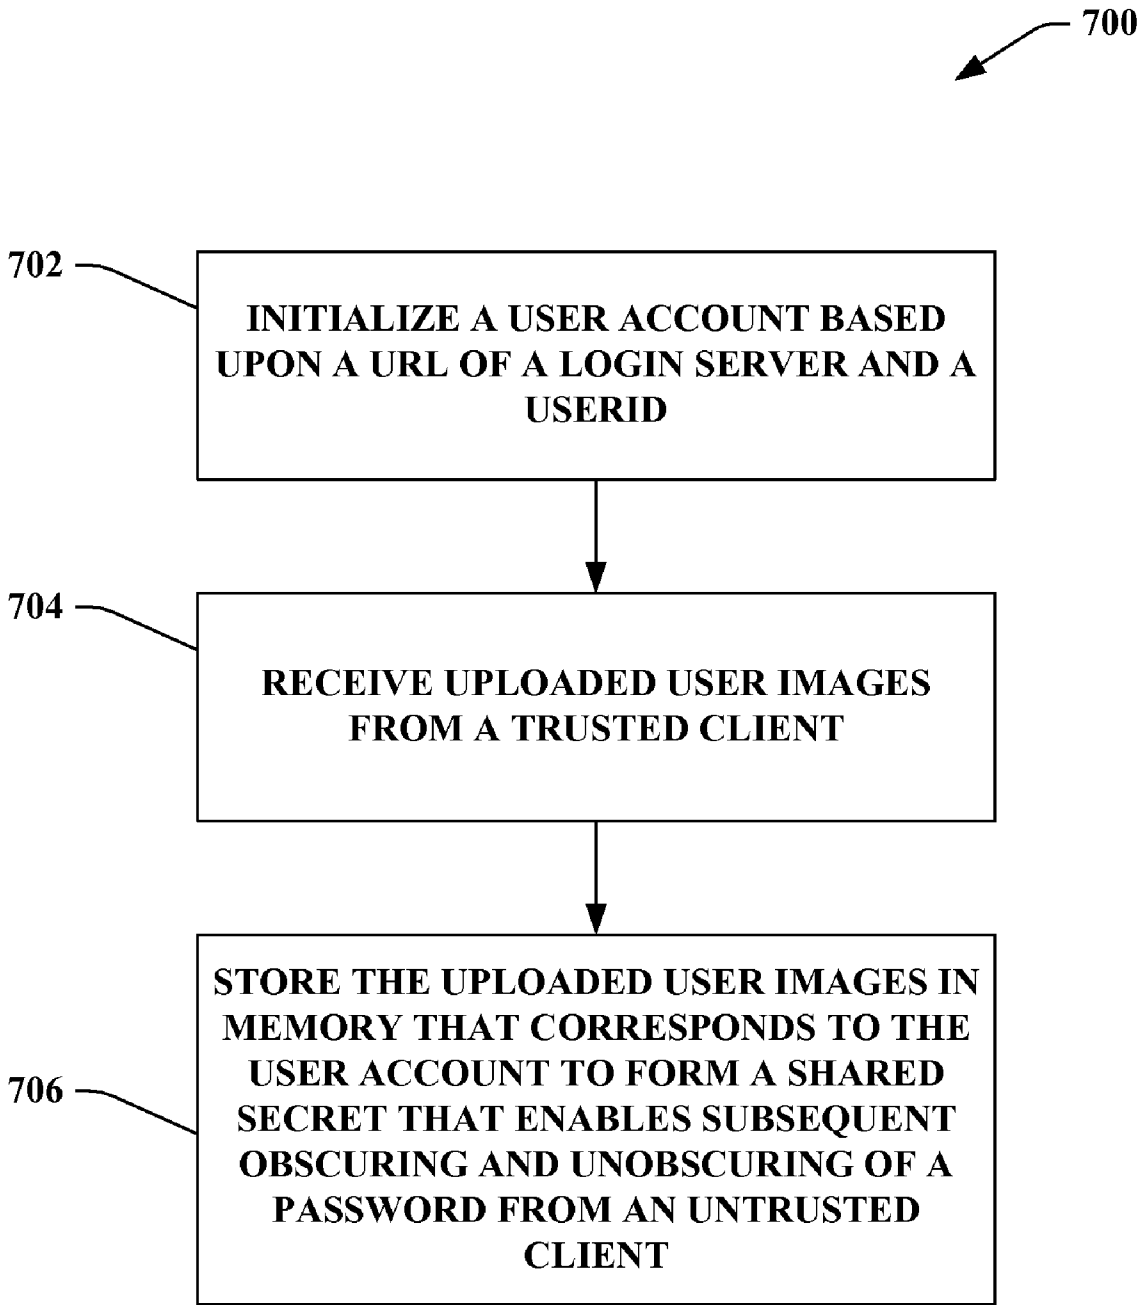 700
702
INITIALIZE A USER ACCOUNT BASED
UPON A URL OF A LOGIN SERVER AND A
USERID
704
RECEIVE UPLOADED USER IMAGES
FROM A TRUSTED CLIENT
706
STORE THE UPLOADED USER IMAGES IN
MEMORY THAT CORRESPONDS TO THE
USER ACCOUNT TO FORM A SHARED
SECRET THAT ENABLES SUBSEQUENT
OBSCURING AND UNOBSCURING OF A
PASSWORD FROM AN UNTRUSTED
CLIENT